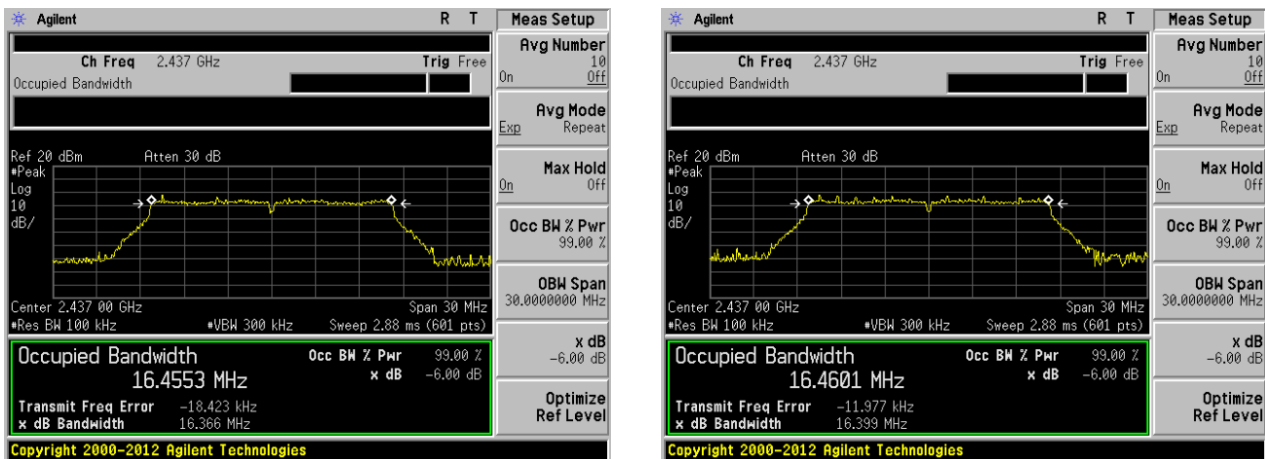 Agilent R T
Ch Freq 2.437 GHz Trig Free
Occupied Bandwidth
Ref 20 dBm Atten 30 dB
#Peak
Log
10
dB/
Center 2.437 00 GHz Span 30 MHz
#Res BW 100 kHz #VBW 300 kHz Sweep 2.88 ms (601 pts)
Occupied Bandwidth Occ BW % Pwr 99.00 %
16.4553 MHz x dB -6.00 dB
Transmit Freq Error -18.423 kHz
x dB Bandwidth 16.366 MHz
Copyright 2000-2012 Agilent Technologies
Meas Setup
Avg Number
10
On Off
Avg Mode
Exp Repeat
Max Hold
On Off
Occ BW % Pwr
99.00 %
OBW Span
30.0000000 MHz
x dB
-6.00 dB
Optimize
Ref Level
Agilent R T
Ch Freq 2.437 GHz Trig Free
Occupied Bandwidth
Ref 20 dBm Atten 30 dB
#Peak
Log
10
dB/
Center 2.437 00 GHz Span 30 MHz
#Res BW 100 kHz #VBW 300 kHz Sweep 2.88 ms (601 pts)
Occupied Bandwidth Occ BW % Pwr 99.00 %
16.4601 MHz x dB -6.00 dB
Transmit Freq Error -11.977 kHz
x dB Bandwidth 16.399 MHz
Copyright 2000-2012 Agilent Technologies
Meas Setup
Avg Number
10
On Off
Avg Mode
Exp Repeat
Max Hold
On Off
Occ BW % Pwr
99.00 %
OBW Span
30.0000000 MHz
x dB
-6.00 dB
Optimize
Ref Level